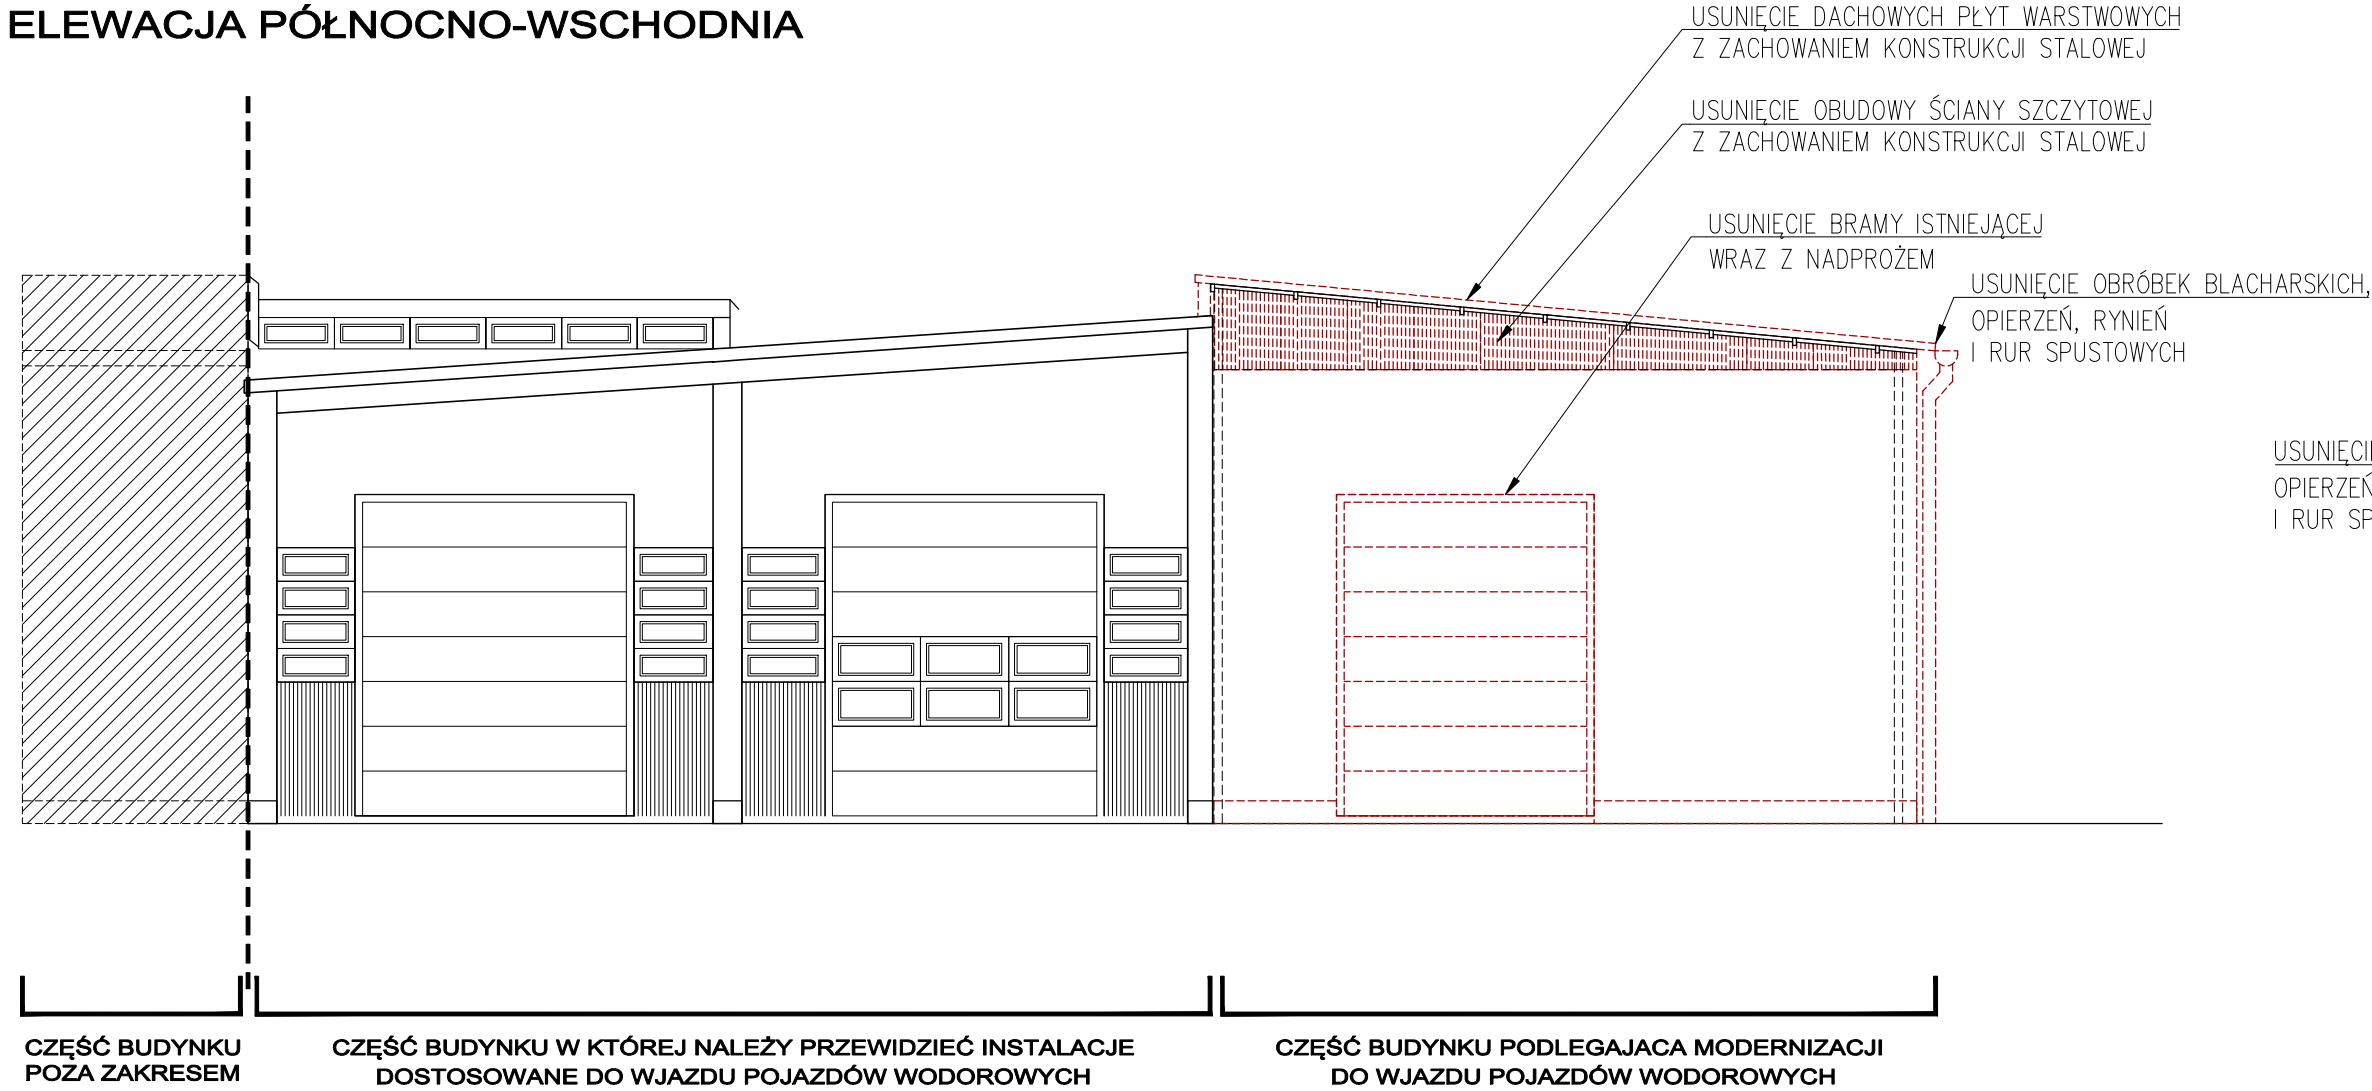 ELEWACJA PÓŁNOCNO-WSCHODNIA
USUNIĘCIE DACHOWYCH PŁYT WARSTWOWYCH
Z ZACHOWANIEM KONSTRUKCJI STALOWEJ
USUNIĘCIE OBUDOWY ŚCIANY SZCZYTOWEJ
Z ZACHOWANIEM KONSTRUKCJI STALOWEJ
USUNIĘCIE BRAMY ISTNIEJĄCEJ
WRAZ Z NADPROŻEM
USUNIĘCIE OBRÓBEK BLACHARSKICH,
OPIERZEŃ, RYNIEŃ
I RUR SPUSTOWYCH
I RUR
CZĘŚĆ BUDYNKU
POZA ZAKRESEM
CZĘŚĆ BUDYNKU W KTÓREJ NALEŻY PRZEWIDZIEĆ INSTALACJE
DOSTOSOWANE DO WJAZDU POJAZDÓW WODOROWYCH
CZĘŚĆ BUDYNKU PODLEGAJACA MODERNIZACJI
DO WJAZDU POJAZDÓW WODOROWYCH